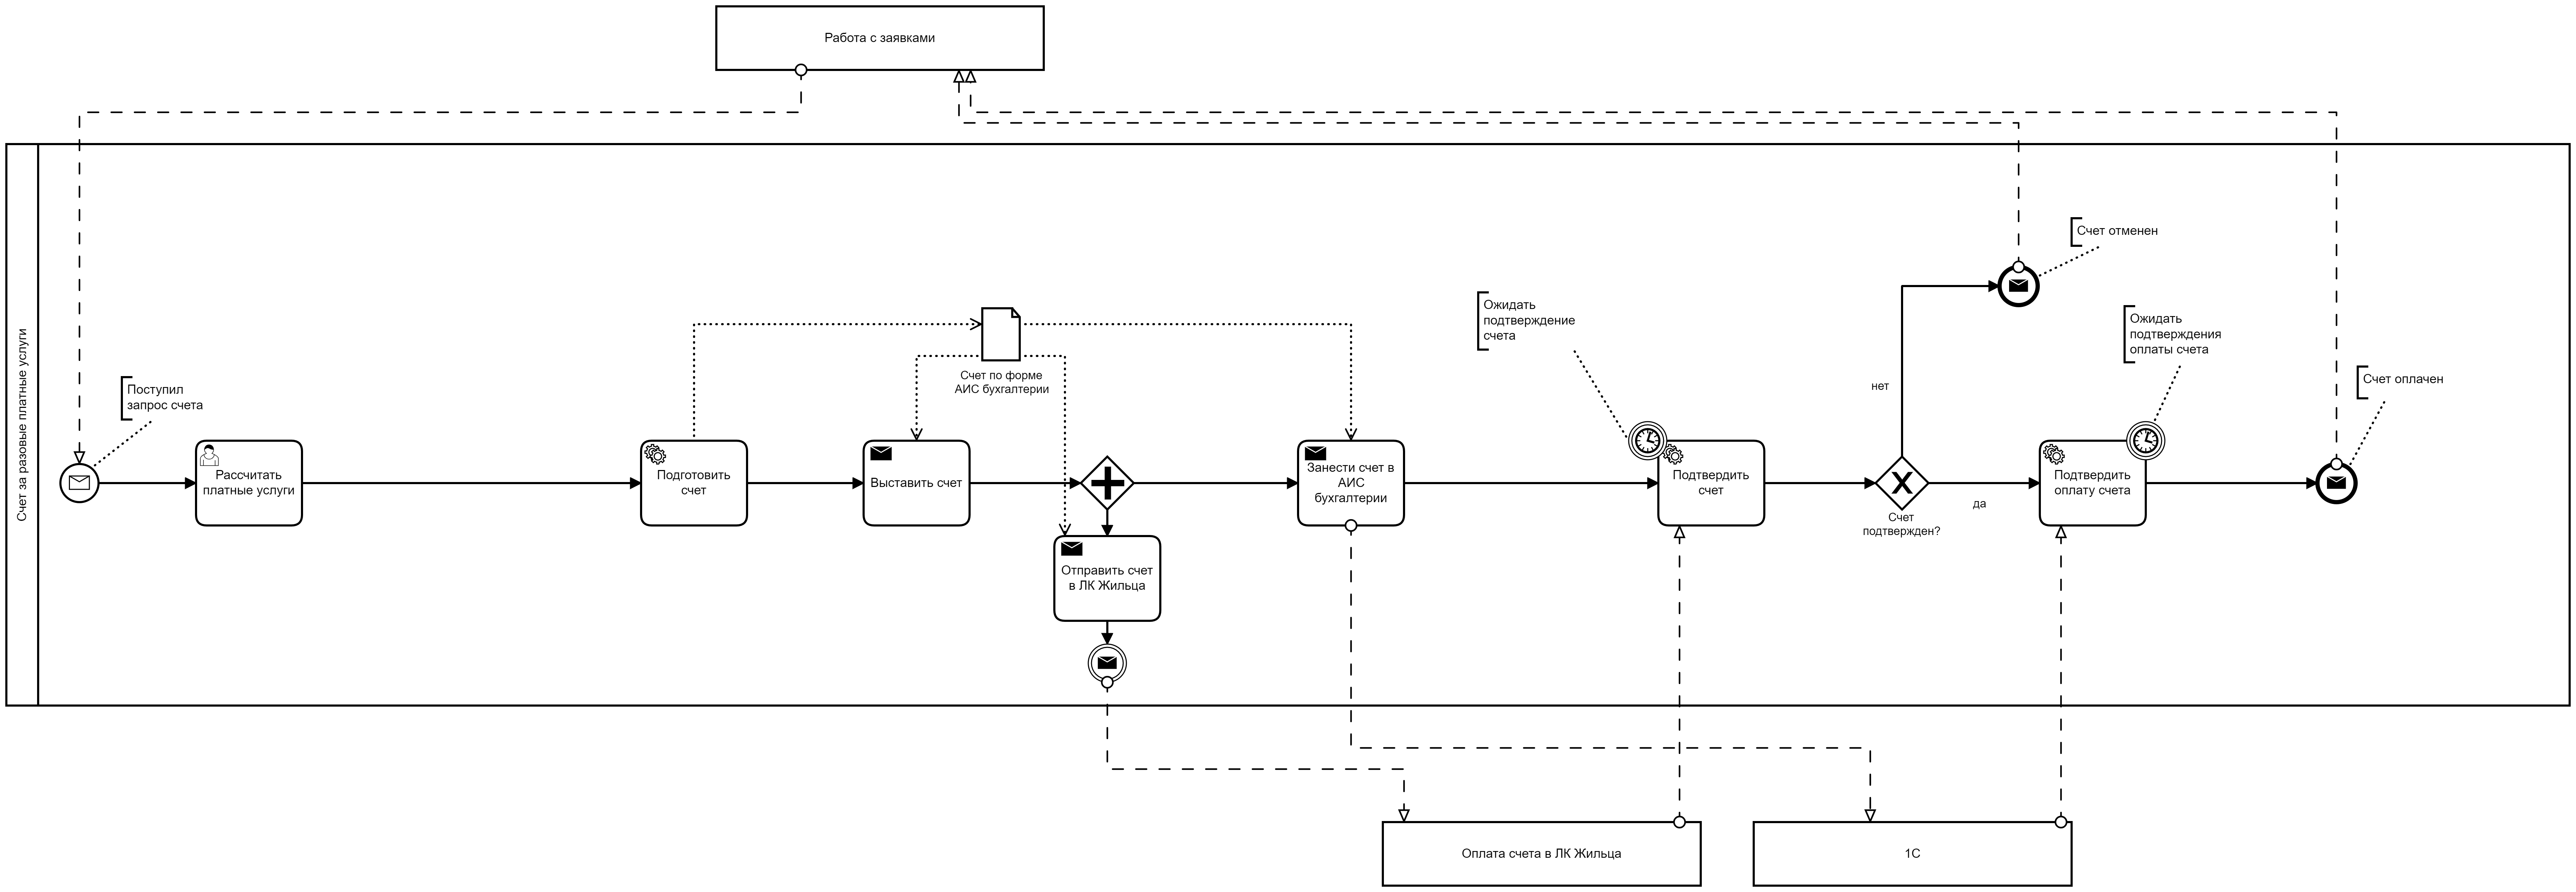 Работа с заявками
Счет за разовые платные услуги
Поступил
запрос счета
Рассчитать
платные услуги
Подготовить
счет
Выставить счет
Счет по форме
АИС бухгалтерии
Отправить счет
в ЛК Жильца
Занести счет в
АИС
бухгалтерии
Ожидать
подтверждение
счета
Подтвердить
счет
Счет
подтвержден?
нет
да
Счет отменен
Ожидать
подтверждения
оплаты счета
Подтвердить
оплату счета
Счет оплачен
Оплата счета в ЛК Жильца
1С